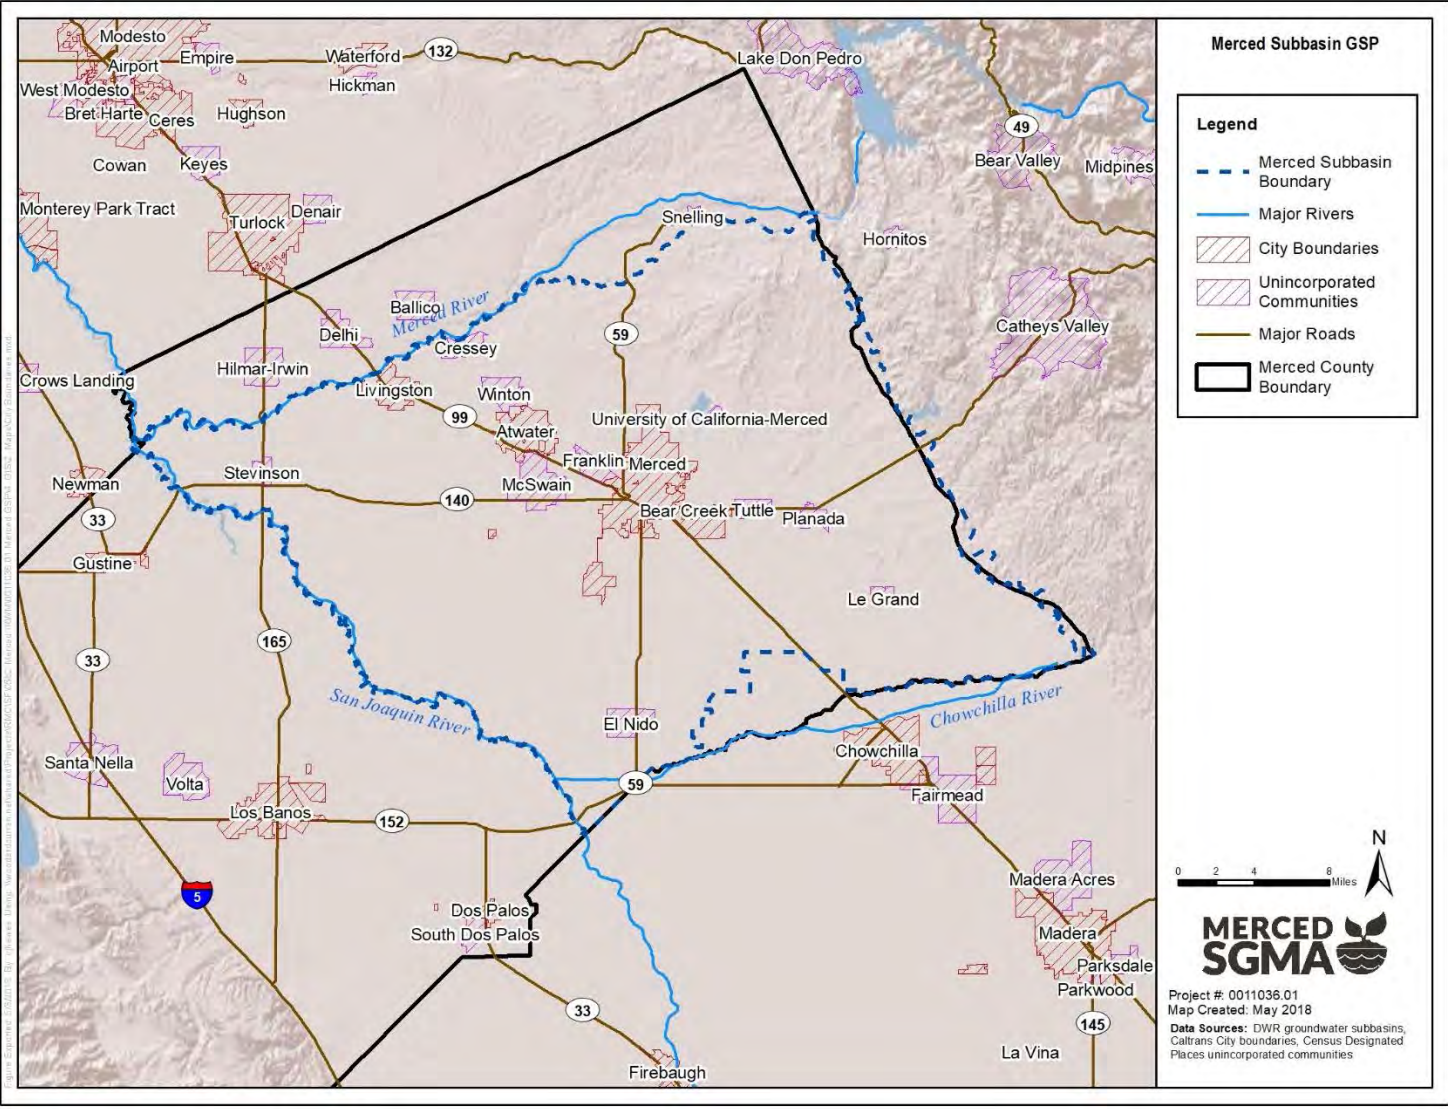 Modesto
Airport
Empire
Waterford
132
Hickman
West Modesto
Bret Harte
Ceres
Hughson
Cowan
Keyes
Monterey Park Tract
Turlock
Denair
Lake Don Pedro
49
Bear Valley
Midpines
Snelling
Hornitos
Ballico
Merced River
Delhi
Cressey
59
Catheys Valley
Crows Landing
Hilmar-Irwin
Livingston
Winton
99
Atwater
University of California-Merced
Franklin
Merced
Stevinson
McSwain
Newman
140
Bear Creek
Tuttle
Planada
33
Gustine
Le Grand
165
33
San Joaquin River
El Nido
Chowchilla River
Chowchilla
Santa Nella
Volta
59
Fairmead
Los Banos
152
5
Madera Acres
Dos Palos
South Dos Palos
Madera
Parksdale
Parkwood
33
145
La Vina
Firebaugh
Merced Subbasin GSP
Legend
Merced Subbasin
Boundary
Major Rivers
City Boundaries
Unincorporated
Communities
Major Roads
Merced County
Boundary
N
0 2 4 8
Miles
MERCED
SGMA
Project #: 0011036.01
Map Created: May 2018
Data Sources: DWR groundwater subbasins,
Caltrans City boundaries, Census Designated
Places unincorporated communities